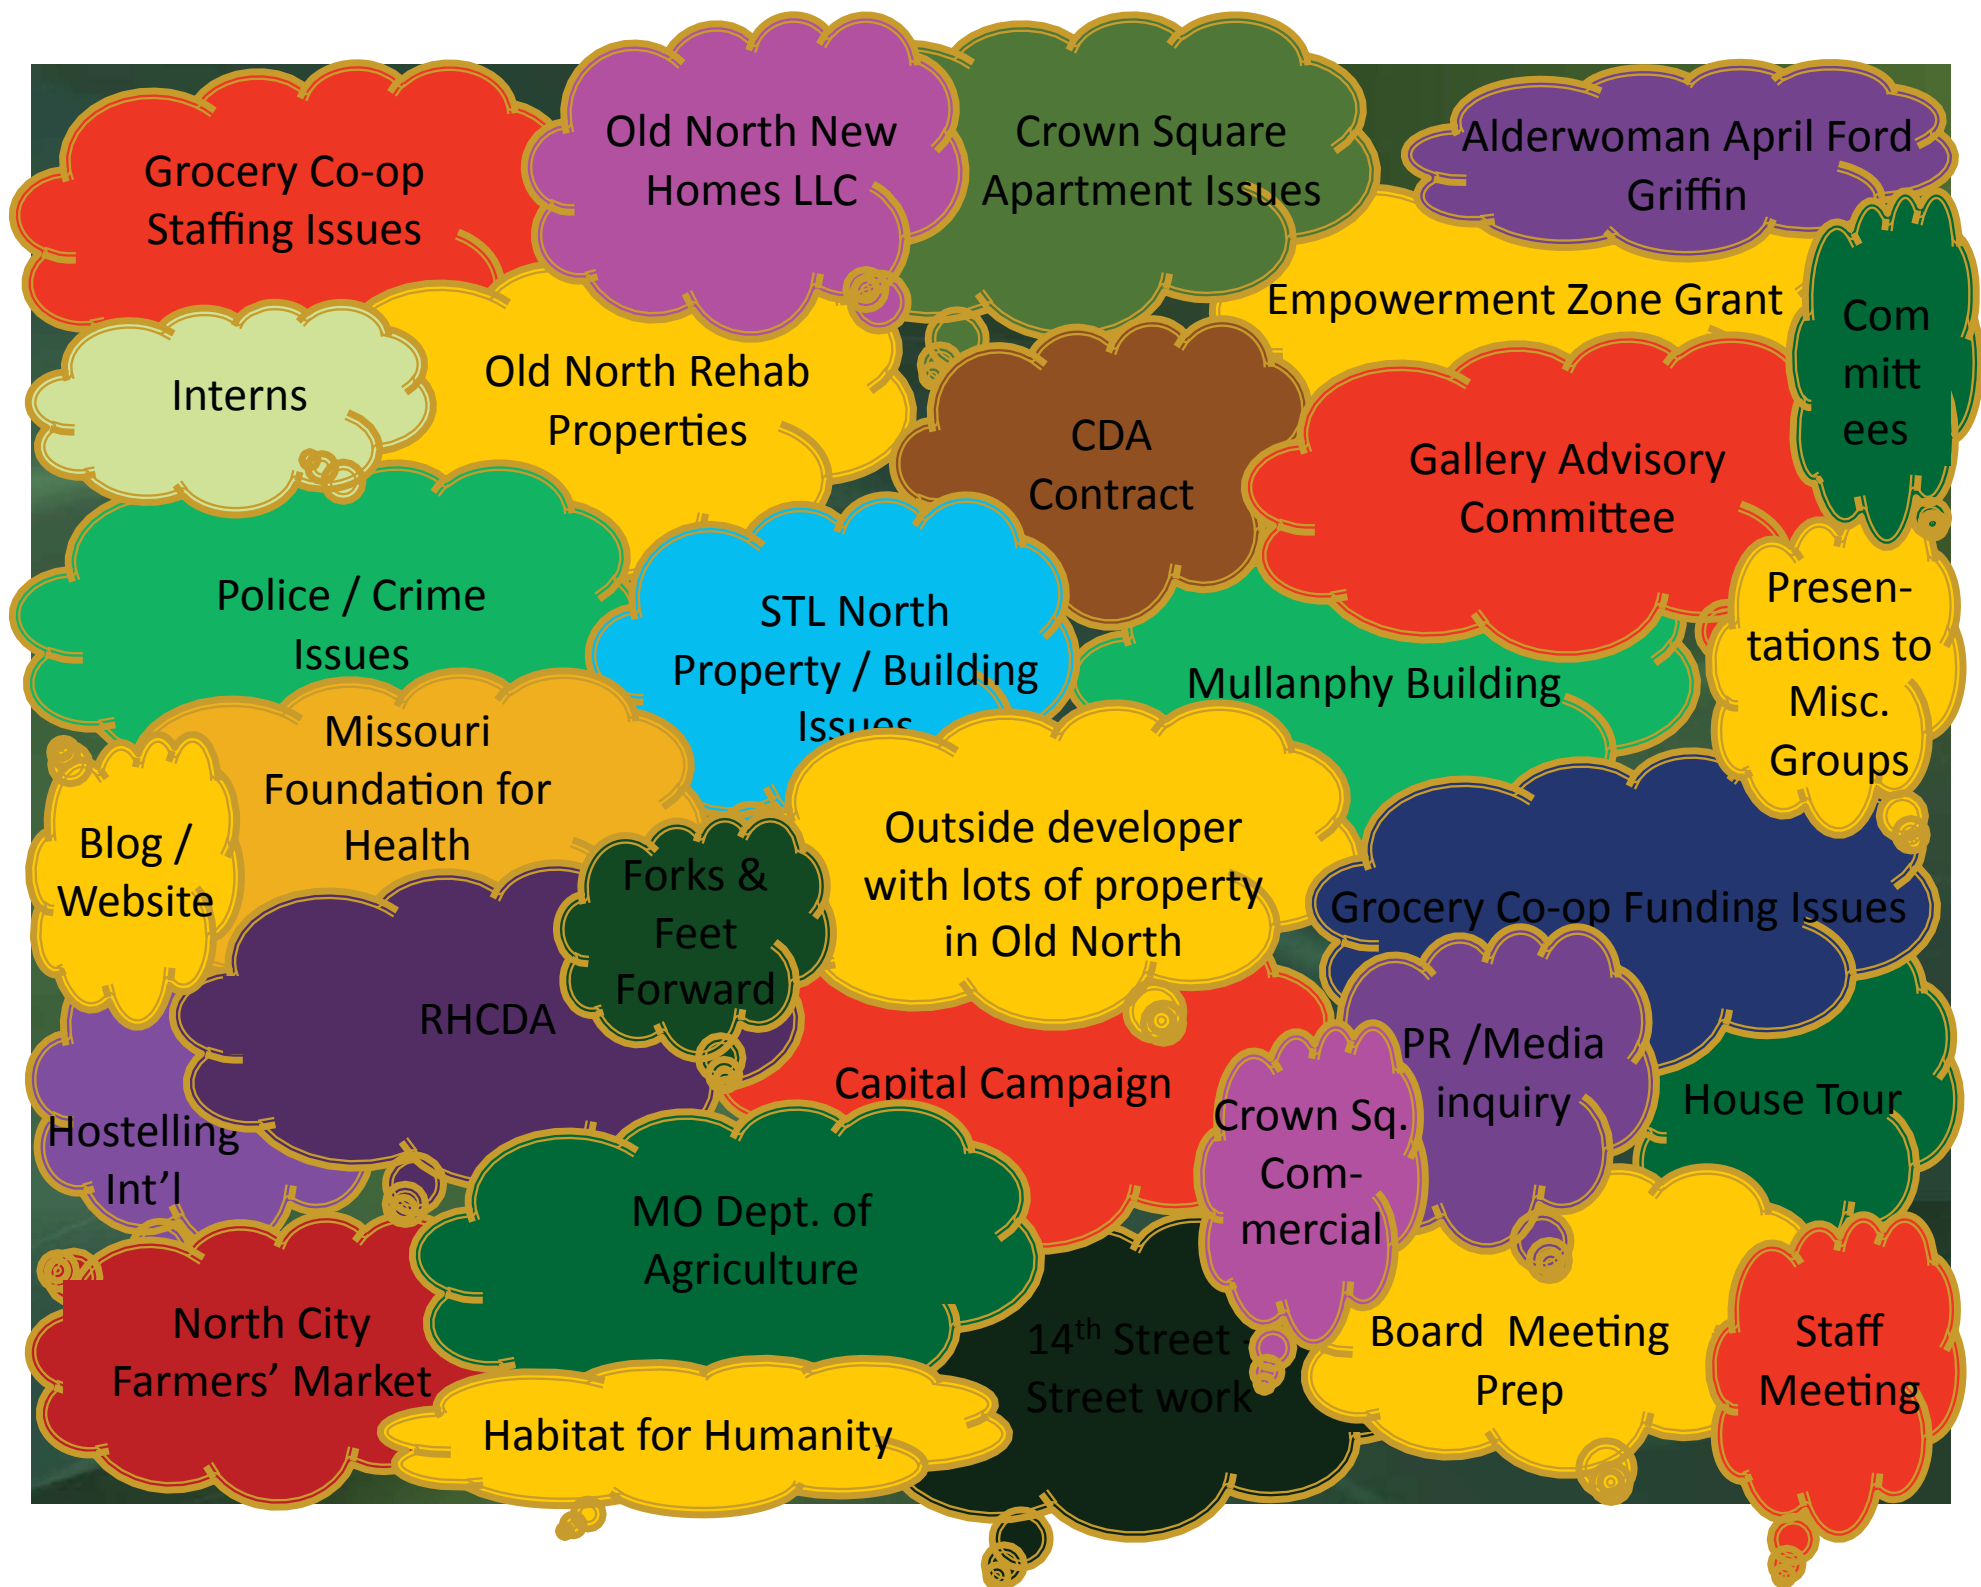 Grocery Co-op
Staffing Issues
Old North New
Homes LLC
Crown Square
Apartment Issues
Alderwoman April Ford
Griffin
Empowerment Zone Grant
Com
mitt
ees
Interns
Old North Rehab
Properties
CDA
Contract
Gallery Advisory
Committee
Police / Crime
Issues
STL North
Property / Building
Issues
Mullanphy Building
Presen-
tations to
Misc.
Groups
Missouri
Foundation for
Health
Blog /
Website
Forks &
Feet
Forward
Outside developer
with lots of property
in Old North
Grocery Co-op Funding Issues
RHCDA
Capital Campaign
PR /Media
inquiry
House Tour
Crown Sq.
Com-
mercial
Hostelling
Int'l
MO Dept. of
Agriculture
North City
Farmers' Market
14th Street -
Street work
Board  Meeting
Prep
Staff
Meeting
Habitat for Humanity